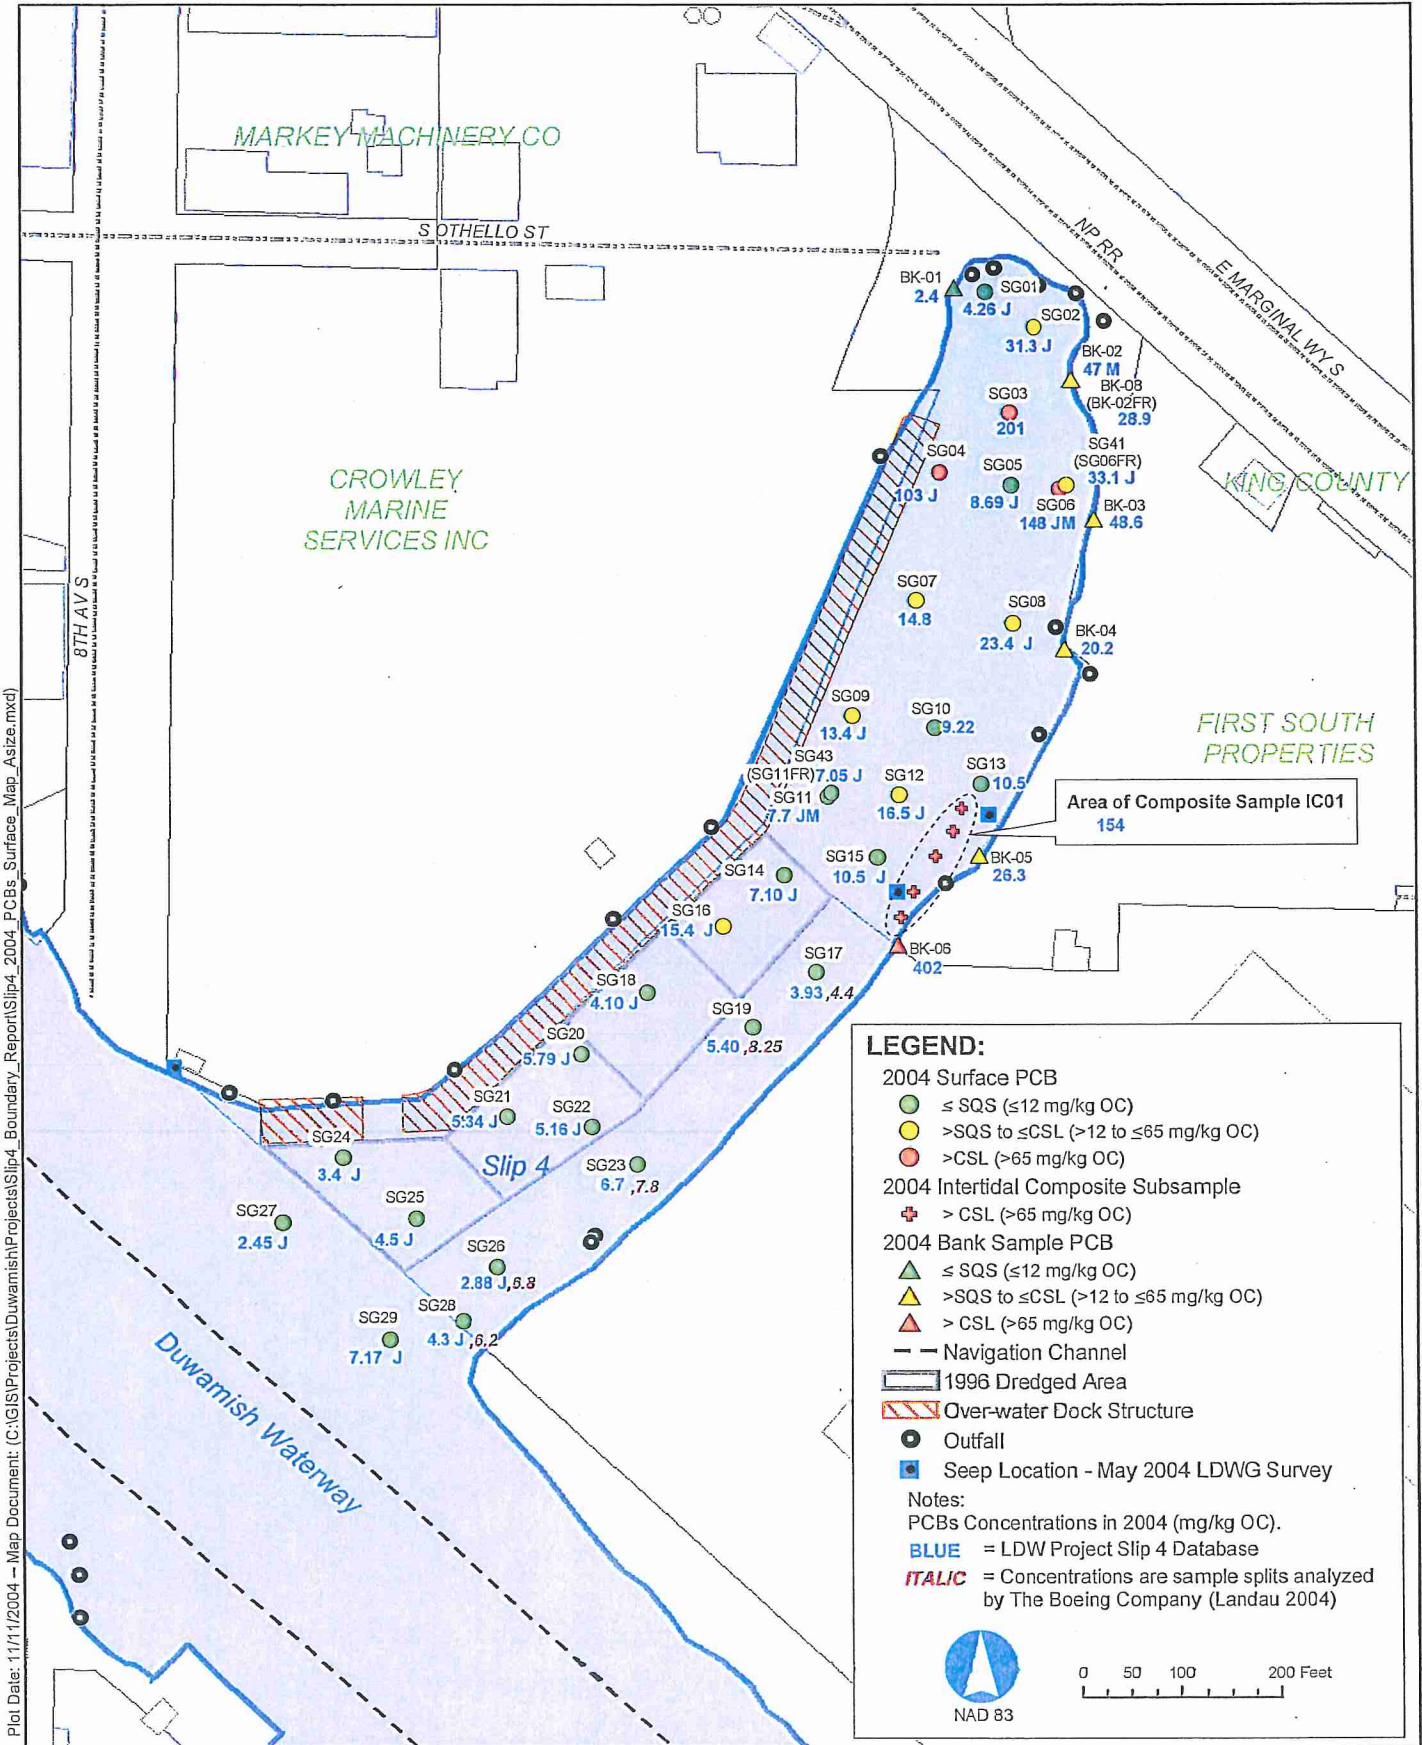 MARKEY MACHINERY CO
S OTHELLO ST
NP RR
E MARGINAL WY S
8TH AV S
CROWLEY
MARINE
SERVICES INC
KING COUNTY
FIRST SOUTH
PROPERTIES
BK-01
2.4
SG01
4.26 J
SG02
31.3 J
BK-02
47 M
BK-08
(BK-02FR)
28.9
SG03
201
SG04
103 J
SG05
8.69 J
SG41
(SG06FR)
33.1 J
SG06
148 JM
BK-03
48.6
SG07
14.8
SG08
23.4 J
BK-04
20.2
SG09
13.4 J
SG10
9.22
SG43
(SG11FR) 7.05 J
SG11
7.7 JM
SG12
16.5 J
SG13
10.5
Area of Composite Sample IC01
154
SG14
7.10 J
SG15
10.5 J
BK-05
26.3
SG16
15.4 J
BK-06
402
SG17
3.93 ,4.4
SG18
4.10 J
SG19
5.40 ,8.25
SG20
5.79 J
SG21
5.34 J
SG22
5.16 J
Slip 4
SG23
6.7 ,7.8
SG24
3.4 J
SG25
4.5 J
SG27
2.45 J
SG26
2.88 J,6.8
SG28
4.3 J ,6.2
SG29
7.17 J
Duwamish Waterway
LEGEND:
2004 Surface PCB
≤ SQS (≤12 mg/kg OC)
>SQS to ≤CSL (>12 to ≤65 mg/kg OC)
>CSL (>65 mg/kg OC)
2004 Intertidal Composite Subsample
> CSL (>65 mg/kg OC)
2004 Bank Sample PCB
≤ SQS (≤12 mg/kg OC)
>SQS to ≤CSL (>12 to ≤65 mg/kg OC)
> CSL (>65 mg/kg OC)
Navigation Channel
1996 Dredged Area
Over-water Dock Structure
Outfall
Seep Location - May 2004 LDWG Survey
Notes:
PCBs Concentrations in 2004 (mg/kg OC).
BLUE = LDW Project Slip 4 Database
ITALIC = Concentrations are sample splits analyzed
by The Boeing Company (Landau 2004)
NAD 83
0 50 100 200 Feet
Plot Date: 11/11/2004 – Map Document: (C:\GIS\Projects\Duwamish\Projects\Slip4_Boundary_Report\Slip4_2004_PCBs_Surface_Map_Asize.mxd)